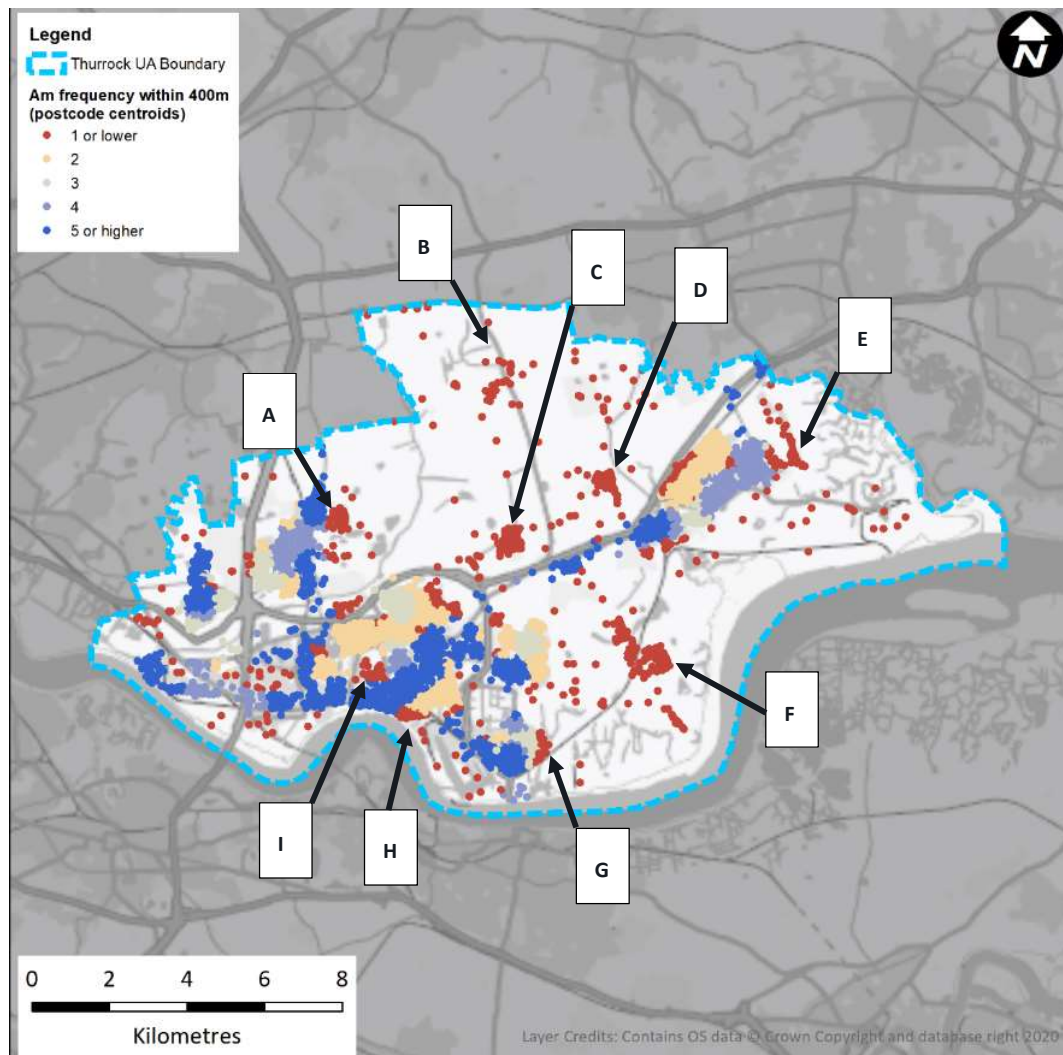 Legend
Thurrock UA Boundary
Am frequency within 400m
(postcode centroids)
1 or lower
2
3
4
5 or higher
N
B
C
D
E
A
F
I
H
G
0 2 4 6 8
Kilometres
Layer Credits: Contains OS data © Crown Copyright and database right 2020